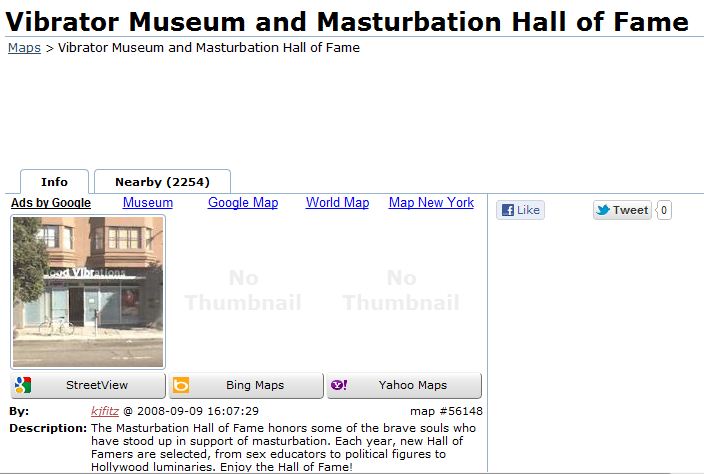 Vibrator Museum and Masturbation Hall of Fame
Maps > Vibrator Museum and Masturbation Hall of Fame
Info
Nearby (2254)
Ads by Google Museum Google Map World Map Map New York
Like
Tweet 0
Vibrations
No Thumbnail
No Thumbnail
StreetView
Bing Maps
Y! Yahoo Maps
By: kjfitz @ 2008-09-09 16:07:29 map #56148
Description: The Masturbation Hall of Fame honors some of the brave souls who
have stood up in support of masturbation. Each year, new Hall of
Famers are selected, from sex educators to political figures to
Hollywood luminaries. Enjoy the Hall of Fame!